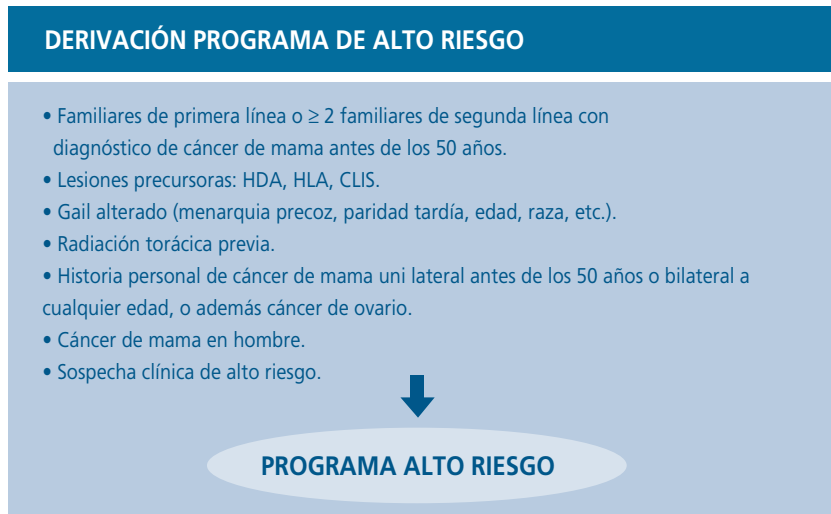 DERIVACIÓN PROGRAMA DE ALTO RIESGO
• Familiares de primera línea o ≥ 2 familiares de segunda línea con
diagnóstico de cáncer de mama antes de los 50 años.
• Lesiones precursoras: HDA, HLA, CLIS.
• Gail alterado (menarquia precoz, paridad tardía, edad, raza, etc.).
• Radiación torácica previa.
• Historia personal de cáncer de mama uni lateral antes de los 50 años o bilateral a
cualquier edad, o además cáncer de ovario.
• Cáncer de mama en hombre.
• Sospecha clínica de alto riesgo.
PROGRAMA ALTO RIESGO